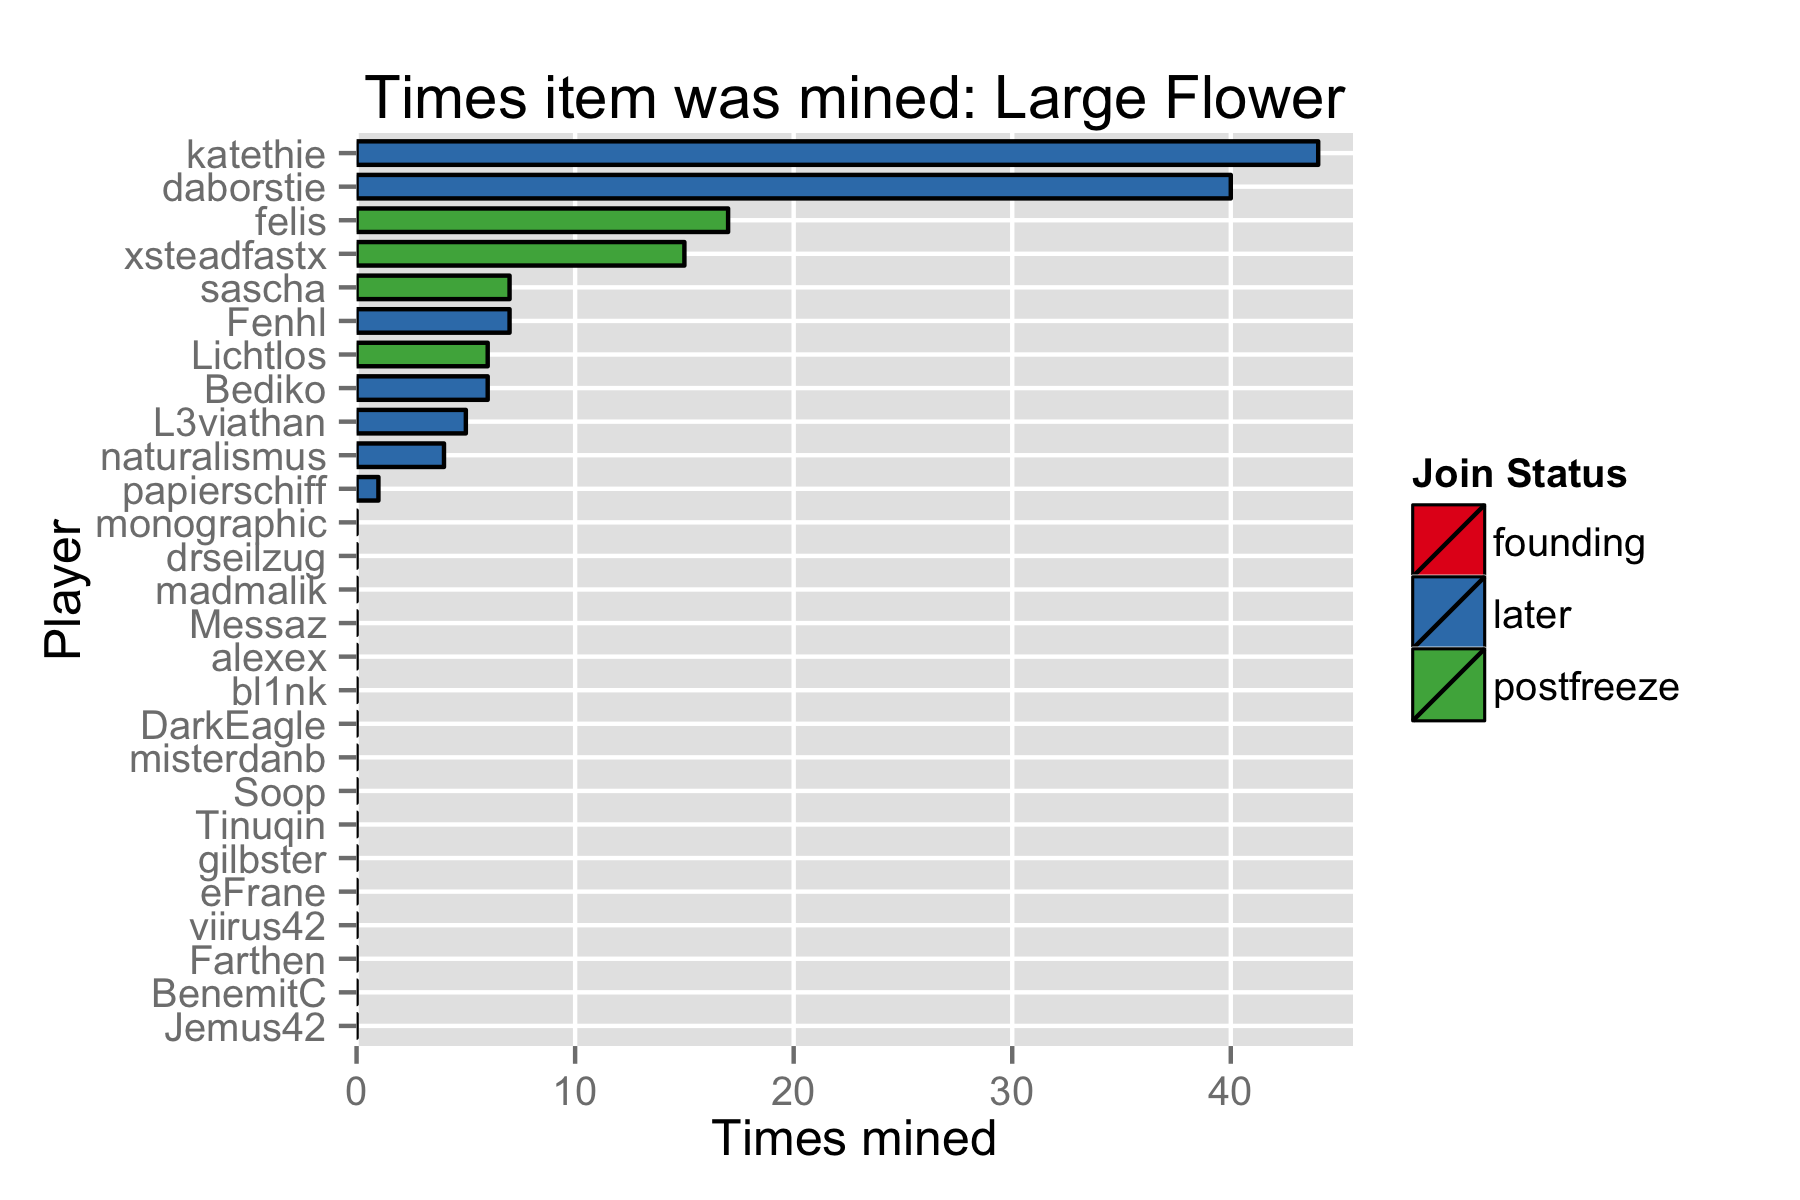 Times item was mined: Large Flower
katethie
daborstie
felis
xsteadfastx
sascha
Fenhl
Lichtlos
Bediko
L3viathan
naturalismus
papierschiff
monographic
drseilzug
madmalik
Messaz
alexex
bl1nk
DarkEagle
misterdanb
Soop
Tinuqin
gilbster
eFrane
viirus42
Farthen
BenemitC
Jemus42
Player
0 10 20 30 40
Times mined
Join Status
founding
later
postfreeze